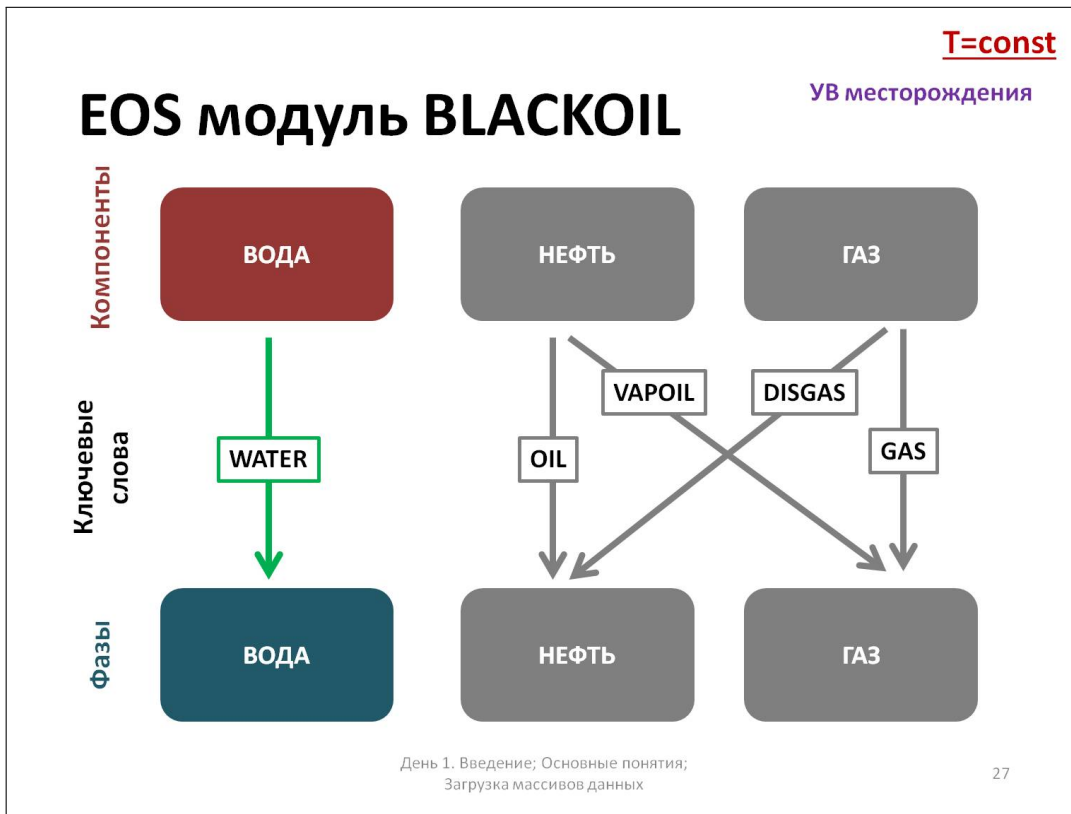 T=const
УВ месторождения
EOS модуль BLACKOIL
Компоненты
ВОДА
НЕФТЬ
ГАЗ
Ключевые
слова
VAPOIL
DISGAS
WATER
OIL
GAS
Фазы
ВОДА
НЕФТЬ
ГАЗ
День 1. Введение; Основные понятия;
Загрузка массивов данных
27